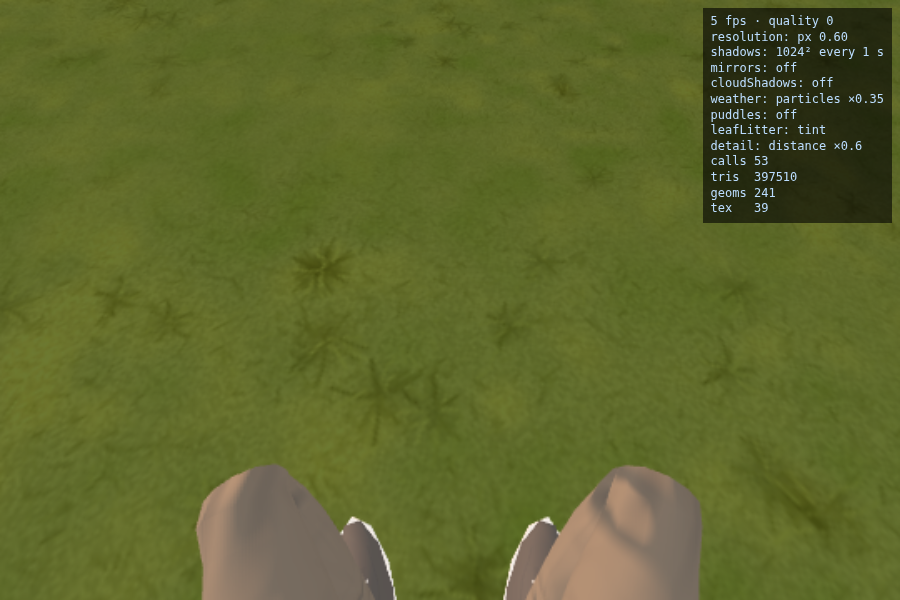 5 fps · quality 0
resolution: px 0.60
shadows: 1024² every 1 s
mirrors: off
cloudShadows: off
weather: particles ×0.35
puddles: off
leafLitter: tint
detail: distance ×0.6
calls 53
tris 397510
geoms 241
tex 39